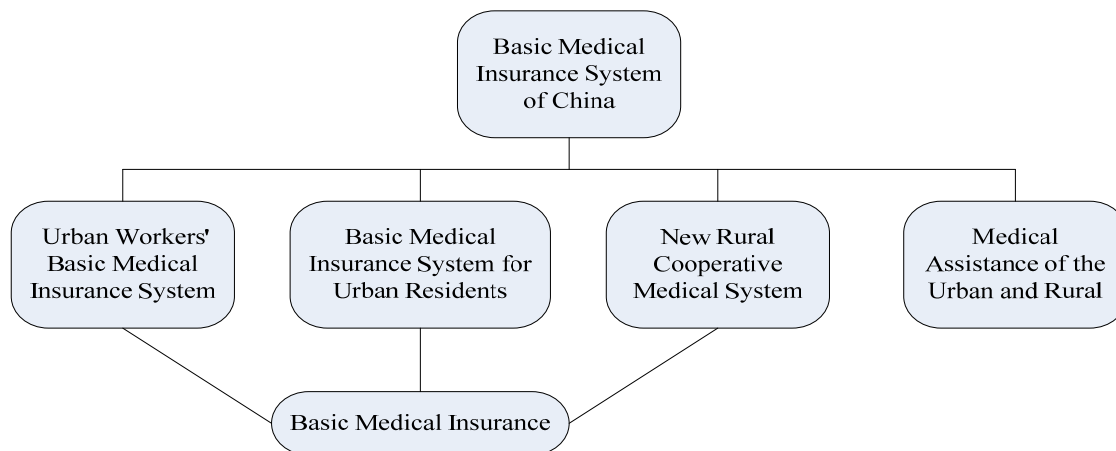 Basic Medical
Insurance System
of China
Urban Workers'
Basic Medical
Insurance System
Basic Medical
Insurance System for
Urban Residents
New Rural
Cooperative
Medical System
Medical
Assistance of the
Urban and Rural
Basic Medical Insurance